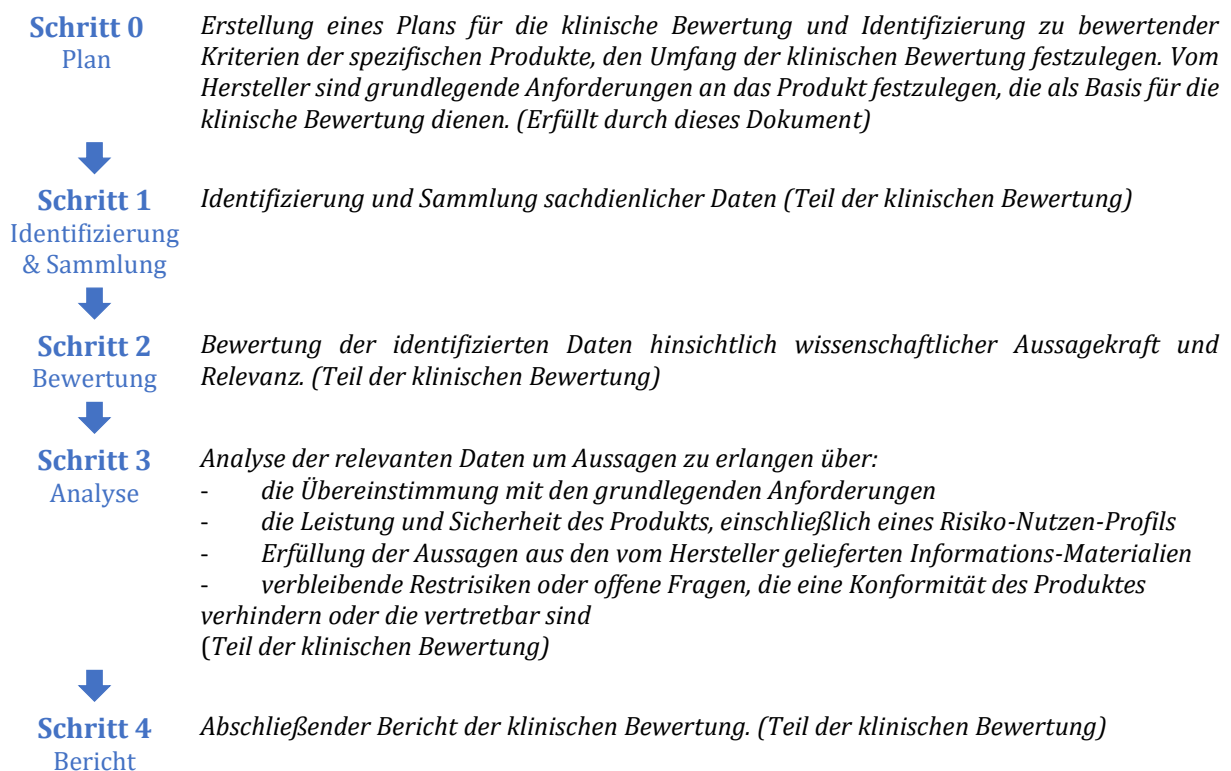 Schritt 0
Plan
Erstellung eines Plans für die klinische Bewertung und Identifizierung zu bewertender
Kriterien der spezifischen Produkte, den Umfang der klinischen Bewertung festzulegen. Vom
Hersteller sind grundlegende Anforderungen an das Produkt festzulegen, die als Basis für die
klinische Bewertung dienen. (Erfüllt durch dieses Dokument)
Schritt 1
Identifizierung
& Sammlung
Identifizierung und Sammlung sachdienlicher Daten (Teil der klinischen Bewertung)
Schritt 2
Bewertung
Bewertung der identifizierten Daten hinsichtlich wissenschaftlicher Aussagekraft und
Relevanz. (Teil der klinischen Bewertung)
Schritt 3
Analyse
Analyse der relevanten Daten um Aussagen zu erlangen über:
- die Übereinstimmung mit den grundlegenden Anforderungen
- die Leistung und Sicherheit des Produkts, einschließlich eines Risiko-Nutzen-Profils
- Erfüllung der Aussagen aus den vom Hersteller gelieferten Informations-Materialien
- verbleibende Restrisiken oder offene Fragen, die eine Konformität des Produktes
verhindern oder die vertretbar sind
(Teil der klinischen Bewertung)
Schritt 4
Bericht
Abschließender Bericht der klinischen Bewertung. (Teil der klinischen Bewertung)